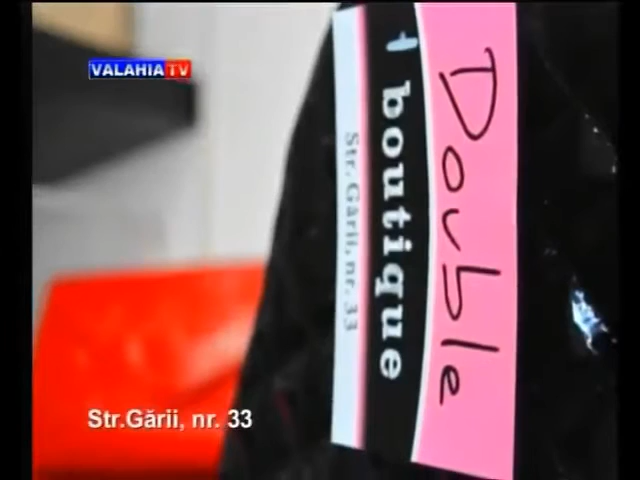 VALAHIA TV
Double
boutique
Str. Gării, nr. 33
Str.Gării, nr. 33